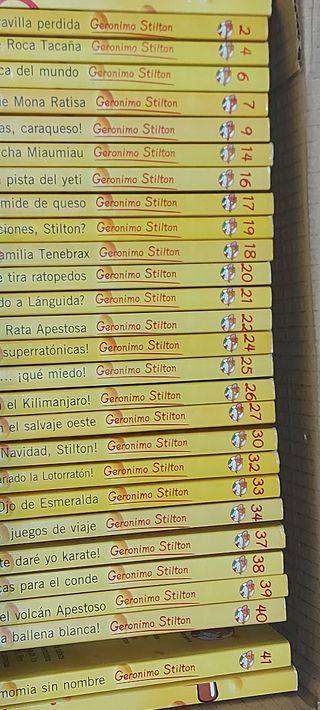 avilla perdida Geronimo Stilton 2
Roca Tacaña Geronimo Stilton 4
ca del mundo Geronimo Stilton 6
de Mona Ratisa Geronimo Stilton 7
as, caraqueso! Geronimo Stilton 9
cha Miaumiau Geronimo Stilton 14
pista del yeti Geronimo Stilton 16
mide de queso Geronimo Stilton 17
ciones, Stilton? Geronimo Stilton 19
amilia Tenebrax Geronimo Stilton 18
e tira ratopedos Geronimo Stilton 20
do a Lánguida? Geronimo Stilton 21
Rata Apestosa Geronimo Stilton 22
superratónicas! Geronimo Stilton 24
... ¡qué miedo! Geronimo Stilton 25
el Kilimanjaro! Geronimo Stilton 26
n el salvaje oeste Geronimo Stilton 27
Navidad, Stilton! Geronimo Stilton 30
ariado la Lotorratón! Geronimo Stilton 32
Ojo de Esmeralda Geronimo Stilton 33
juegos de viaje Geronimo Stilton 34
te daré yo karate! Geronimo Stilton 37
cas para el conde Geronimo Stilton 38
el volcán Apestoso Geronimo Stilton 39
a ballena blanca! Geronimo Stilton 40
momia sin nombre Geronimo Stilton 41